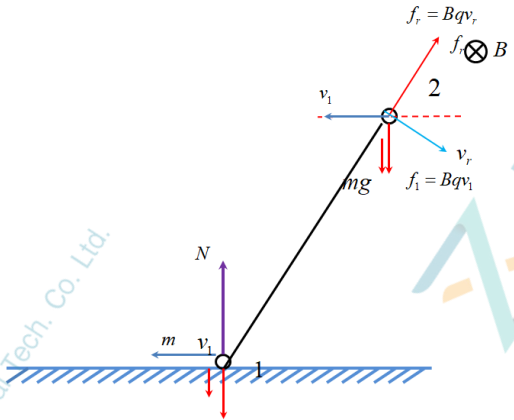 f_r = Bqv_r
f_r B
2
v_1
v_r
mg f_1 = Bqv_1
N
m v_1
1
Tech. Co. Ltd.